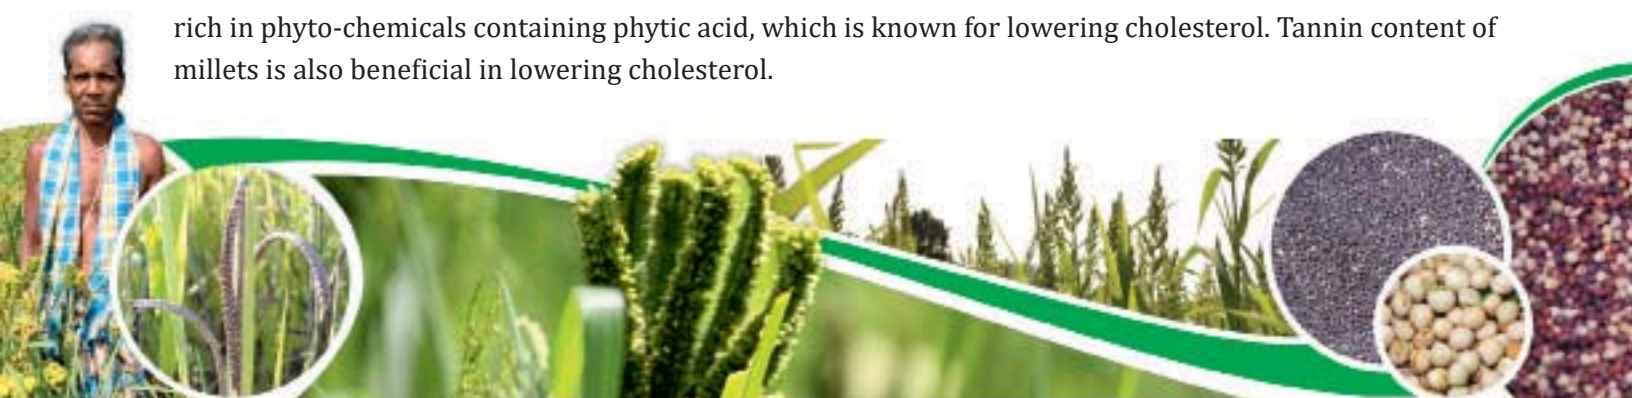 rich in phyto-chemicals containing phytic acid, which is known for lowering cholesterol. Tannin content of
millets is also beneficial in lowering cholesterol.